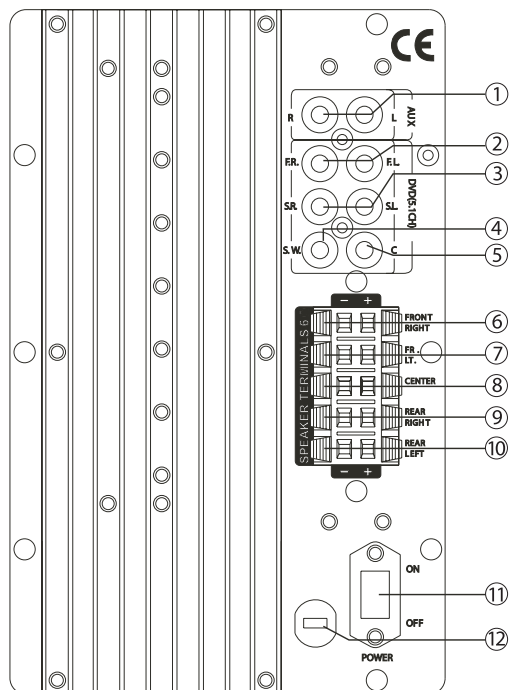 CE
R L AUX ①
F.R. F.L. ②
S.R. S.L. ③
DVD(5.1CH)
S.W. C ④
⑤
− +
SPEAKER TERMINALS 6
FRONT RIGHT ⑥
FR. LT. ⑦
CENTER ⑧
REAR RIGHT ⑨
REAR LEFT ⑩
− +
ON
⑪
OFF
⑫
POWER